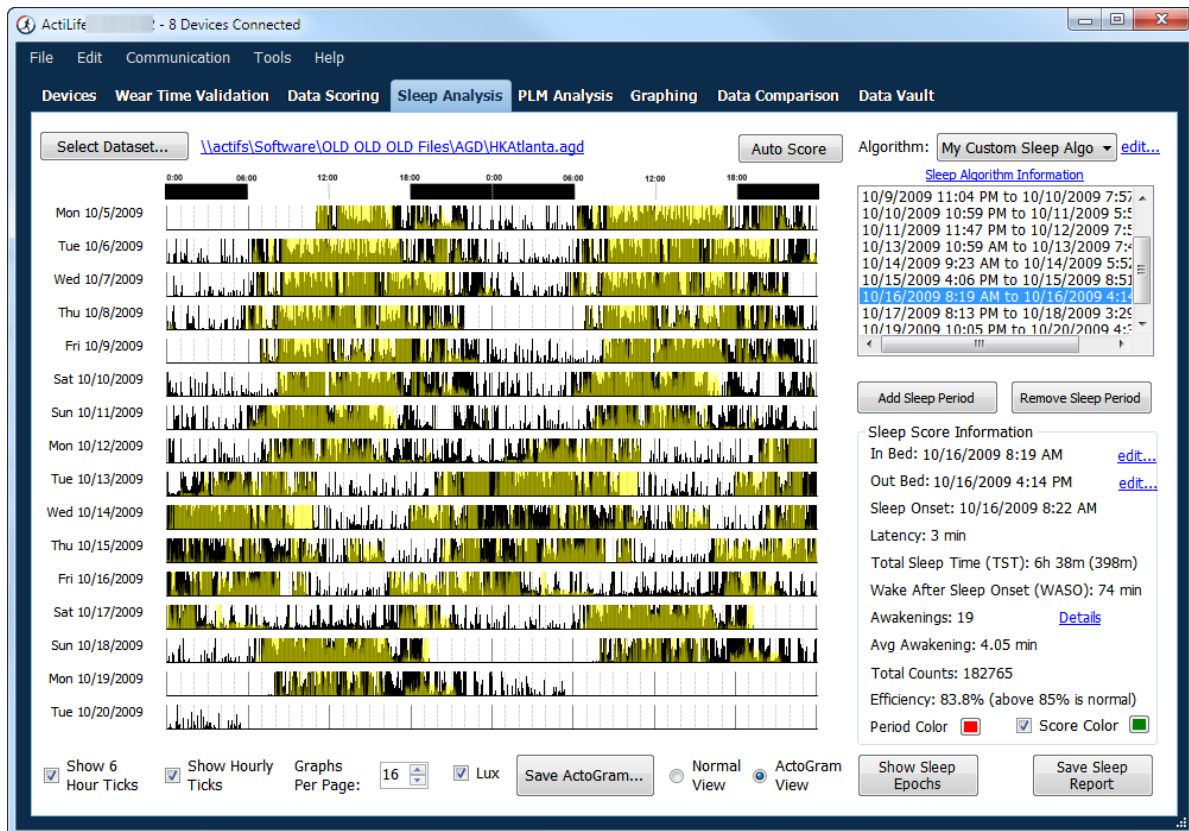 ActiLife 2 - 8 Devices Connected
File Edit Communication Tools Help
Devices Wear Time Validation Data Scoring Sleep Analysis PLM Analysis Graphing Data Comparison Data Vault
Select Dataset... \\actifs\Software\OLD OLD OLD Files\AGD\HKAtlanta.agd Auto Score Algorithm: My Custom Sleep Algo edit...
Sleep Algorithm Information
0:00 06:00 12:00 18:00 0:00 06:00 12:00 18:00
Mon 10/5/2009
Tue 10/6/2009
Wed 10/7/2009
Thu 10/8/2009
Fri 10/9/2009
Sat 10/10/2009
Sun 10/11/2009
Mon 10/12/2009
Tue 10/13/2009
Wed 10/14/2009
Thu 10/15/2009
Fri 10/16/2009
Sat 10/17/2009
Sun 10/18/2009
Mon 10/19/2009
Tue 10/20/2009
10/9/2009 11:04 PM to 10/10/2009 7:57
10/10/2009 10:59 PM to 10/11/2009 5:5
10/11/2009 11:47 PM to 10/12/2009 7:5
10/13/2009 10:59 AM to 10/13/2009 7:4
10/14/2009 9:23 AM to 10/14/2009 5:52
10/15/2009 4:06 PM to 10/15/2009 8:51
10/16/2009 8:19 AM to 10/16/2009 4:14
10/17/2009 8:13 PM to 10/18/2009 3:29
10/19/2009 10:05 PM to 10/20/2009 4:3
Add Sleep Period Remove Sleep Period
Sleep Score Information
In Bed: 10/16/2009 8:19 AM edit...
Out Bed: 10/16/2009 4:14 PM edit...
Sleep Onset: 10/16/2009 8:22 AM
Latency: 3 min
Total Sleep Time (TST): 6h 38m (398m)
Wake After Sleep Onset (WASO): 74 min
Awakenings: 19 Details
Avg Awakening: 4.05 min
Total Counts: 182765
Efficiency: 83.8% (above 85% is normal)
Period Color Score Color
Show 6 Hour Ticks
Show Hourly Ticks
Graphs Per Page: 16
Lux
Save ActoGram...
Normal View
ActoGram View
Show Sleep Epochs
Save Sleep Report